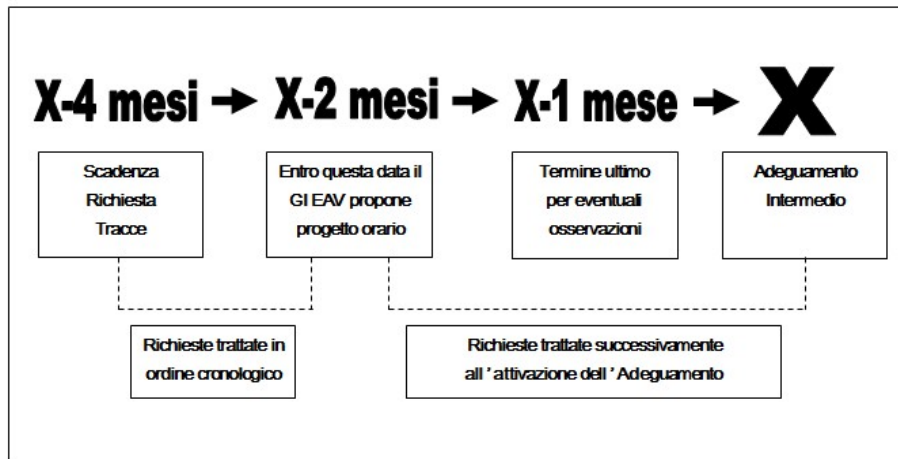 X-4 mesi → X-2 mesi → X-1 mese → X
Scadenza
Richiesta
Tracce
Entro questa data il
GI EAV propone
progetto orario
Termine ultimo
per eventuali
osservazioni
Adeguamento
Intermedio
Richieste trattate in
ordine cronologico
Richieste trattate successivamente
all ’ attivazione dell ’ Adeguamento